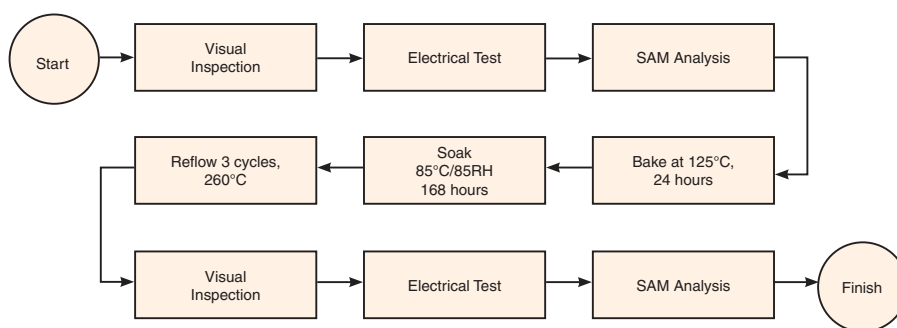 Start
Visual
Inspection
Electrical Test
SAM Analysis
Bake at 125°C,
24 hours
Soak
85°C/85RH
168 hours
Reflow 3 cycles,
260°C
Visual
Inspection
Electrical Test
SAM Analysis
Finish